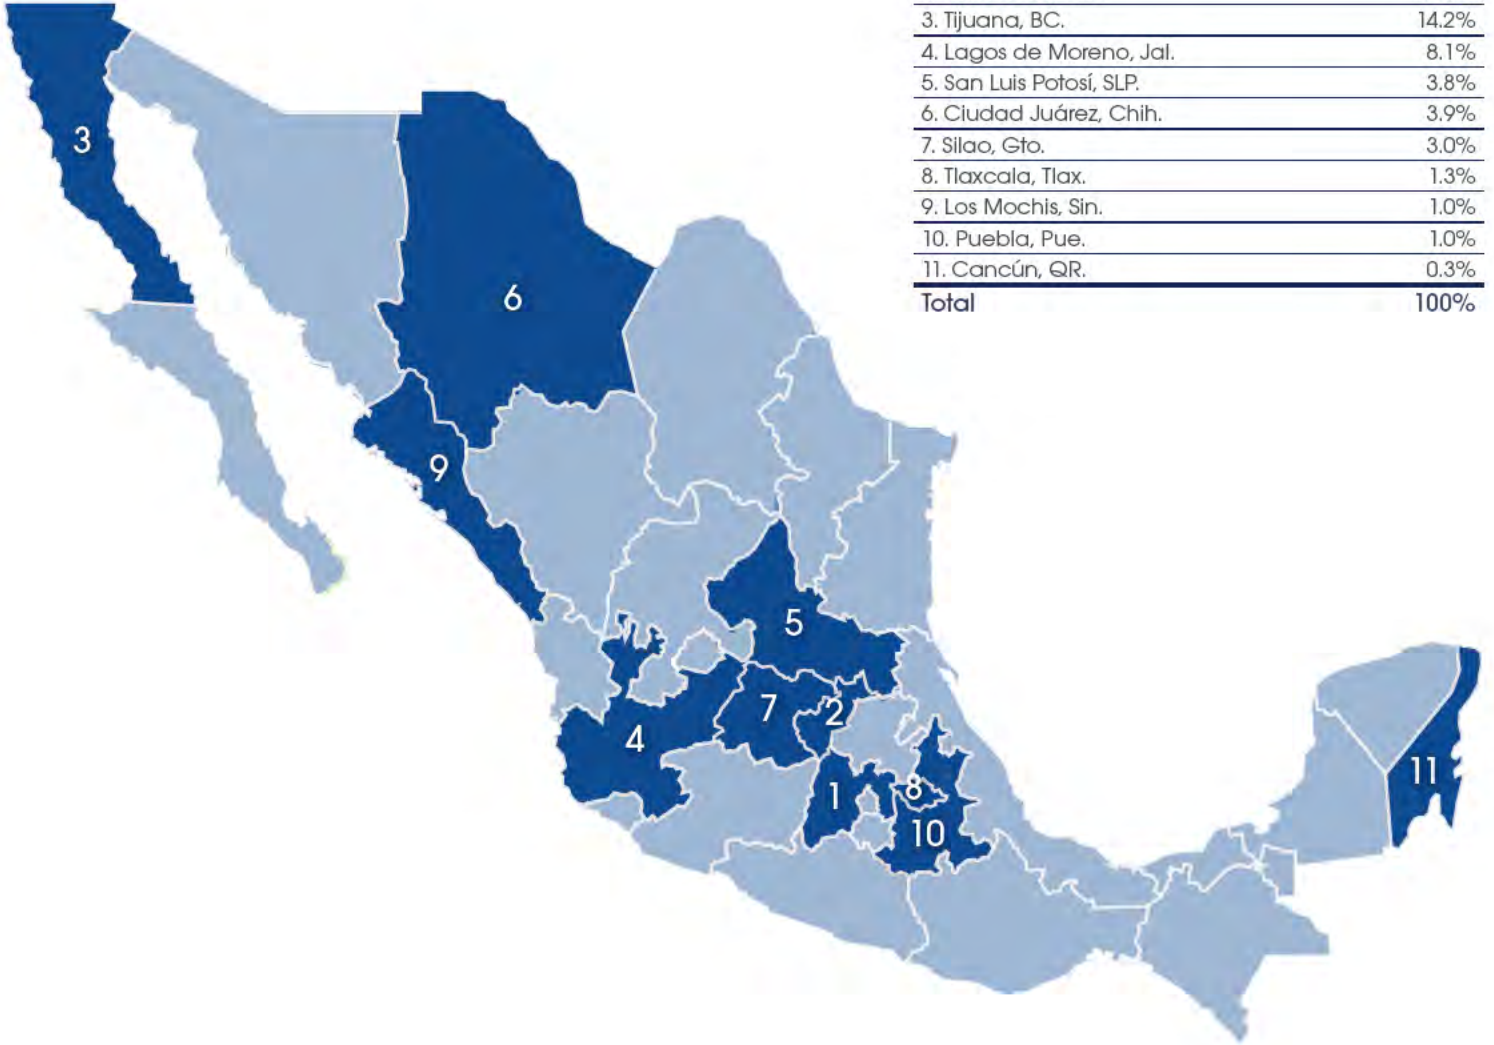 3. Tijuana, BC. 14.2%
4. Lagos de Moreno, Jal. 8.1%
5. San Luis Potosí, SLP. 3.8%
6. Ciudad Juárez, Chih. 3.9%
7. Silao, Gto. 3.0%
8. Tlaxcala, Tlax. 1.3%
9. Los Mochis, Sin. 1.0%
10. Puebla, Pue. 1.0%
11. Cancún, QR. 0.3%
Total 100%
3
6
9
5
7
2
4
11
1
8
10